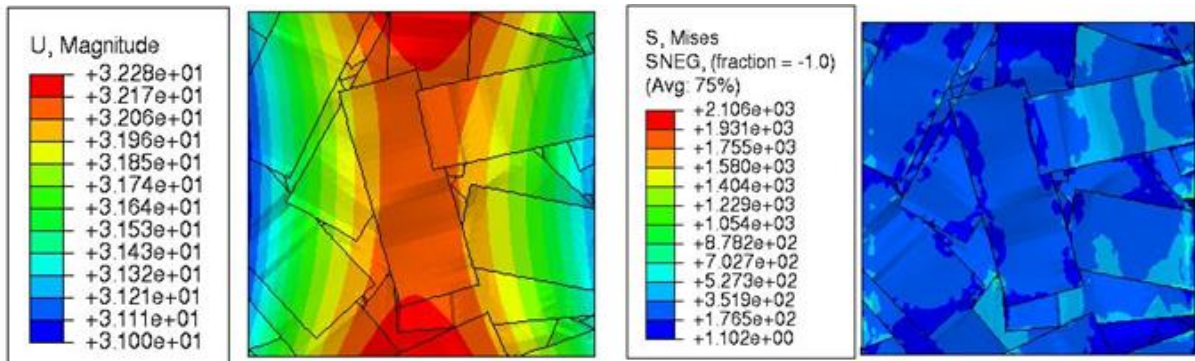 U, Magnitude
+3.228e+01
+3.217e+01
+3.206e+01
+3.196e+01
+3.185e+01
+3.174e+01
+3.164e+01
+3.153e+01
+3.143e+01
+3.132e+01
+3.121e+01
+3.111e+01
+3.100e+01
S, Mises
SNEG, (fraction = -1.0)
(Avg: 75%)
+2.106e+03
+1.931e+03
+1.755e+03
+1.580e+03
+1.404e+03
+1.229e+03
+1.054e+03
+8.782e+02
+7.027e+02
+5.273e+02
+3.519e+02
+1.765e+02
+1.102e+00